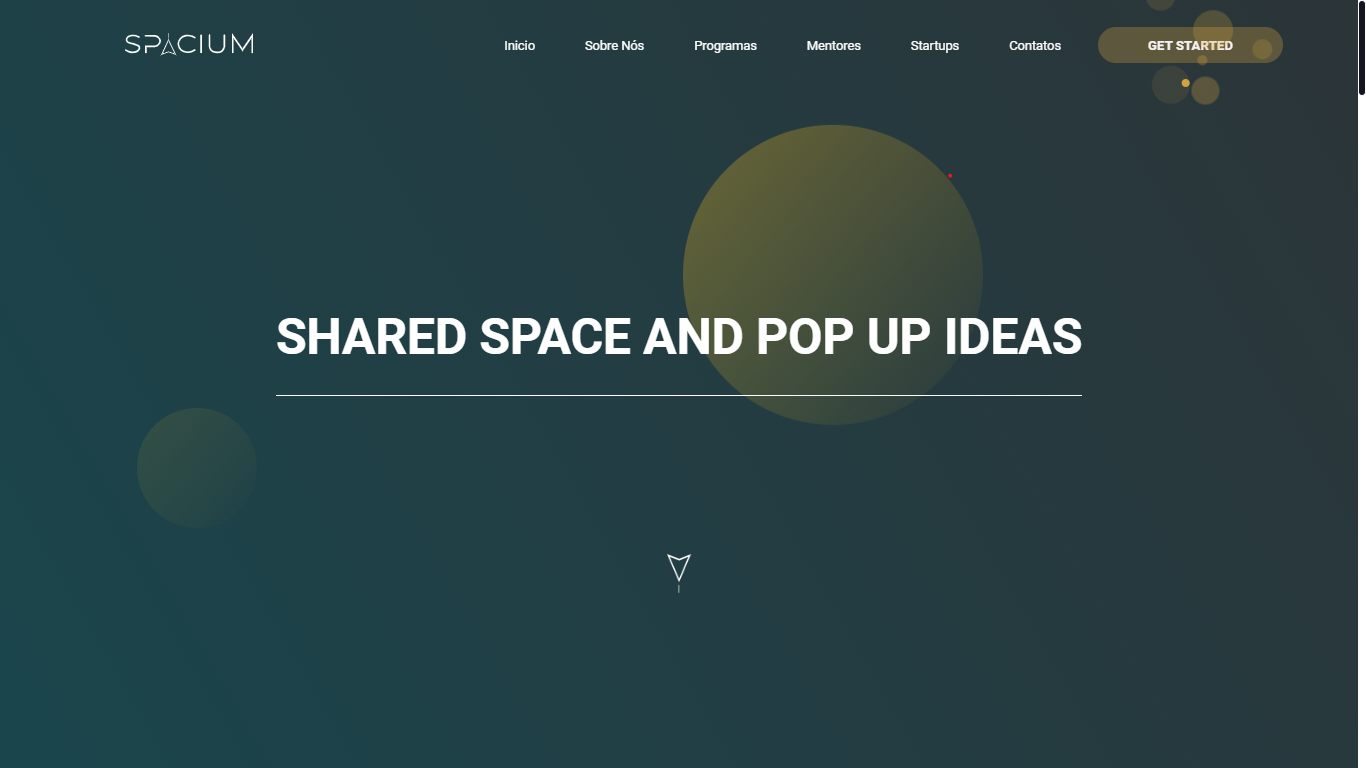 SPACIUM
Inicio
Sobre Nós
Programas
Mentores
Startups
Contatos
GET STARTED
SHARED SPACE AND POP UP IDEAS